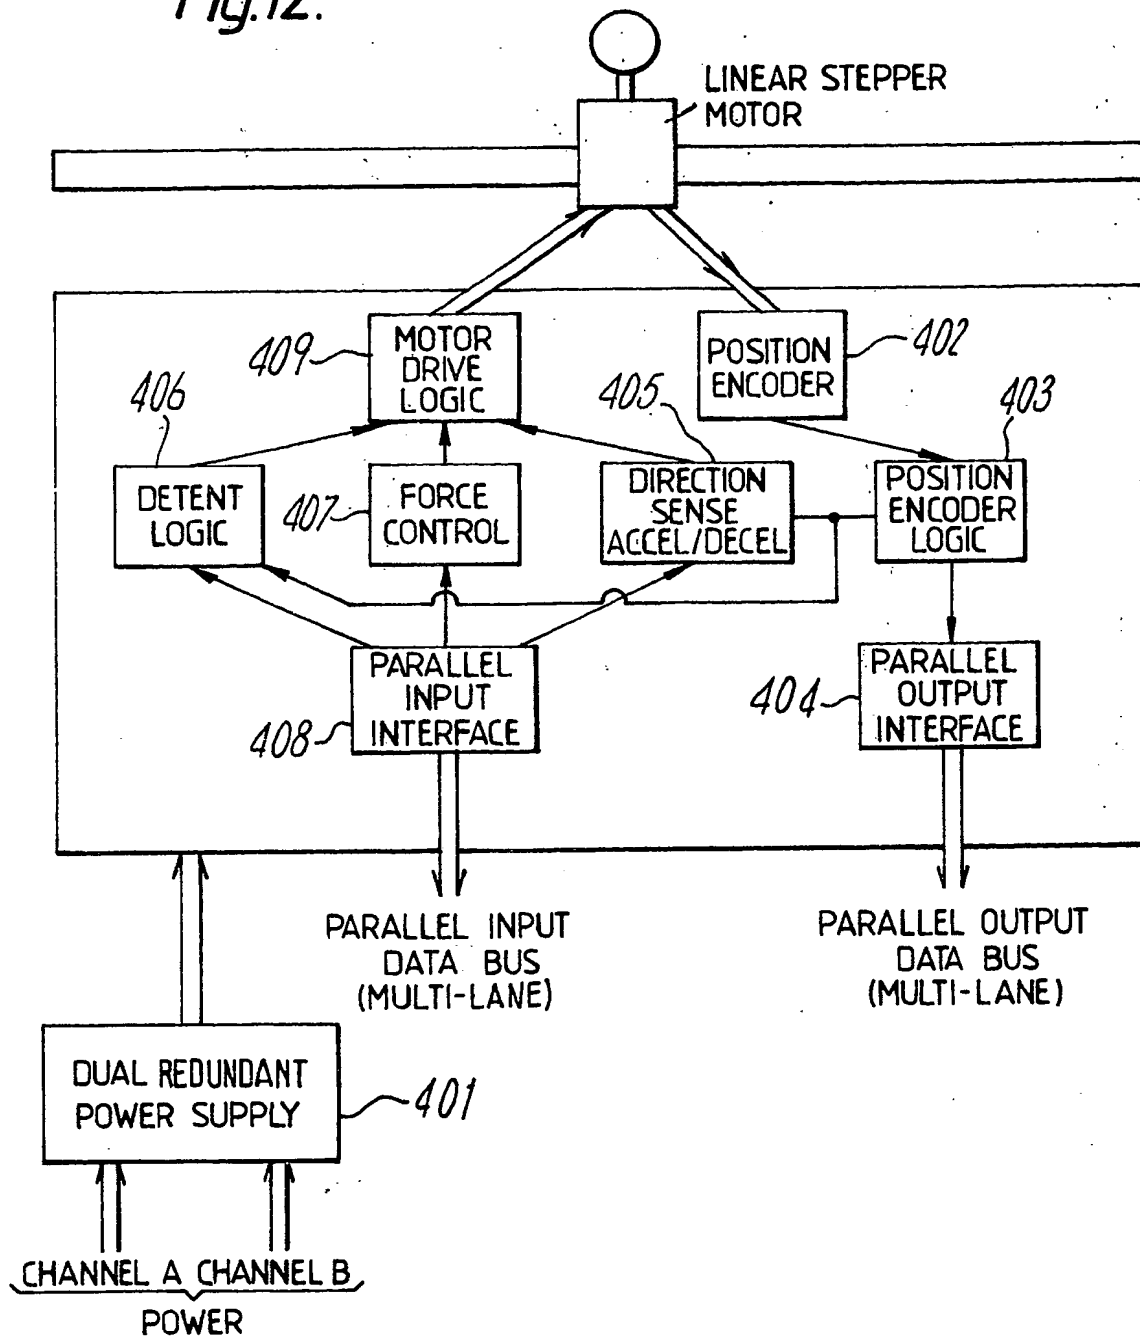 Fig.12.
LINEAR STEPPER
MOTOR
409
MOTOR
DRIVE
LOGIC
POSITION
ENCODER
402
406
405
403
DETENT
LOGIC
407
FORCE
CONTROL
DIRECTION
SENSE
ACCEL/DECEL
POSITION
ENCODER
LOGIC
PARALLEL
INPUT
INTERFACE
408
PARALLEL
OUTPUT
INTERFACE
404
PARALLEL INPUT
DATA BUS
(MULTI-LANE)
PARALLEL OUTPUT
DATA BUS
(MULTI-LANE)
DUAL REDUNDANT
POWER SUPPLY
401
CHANNEL A CHANNEL B
POWER